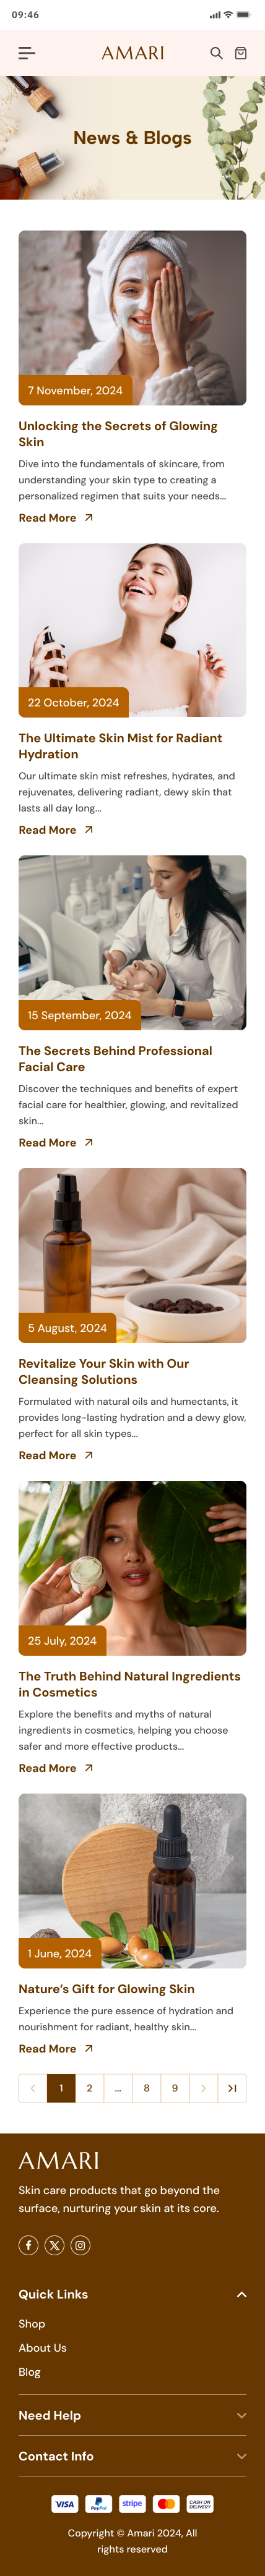 09:46
AMARI
News & Blogs
7 November, 2024
Unlocking the Secrets of Glowing
Skin
Dive into the fundamentals of skincare, from
understanding your skin type to creating a
personalized regimen that suits your needs...
Read More
22 October, 2024
The Ultimate Skin Mist for Radiant
Hydration
Our ultimate skin mist refreshes, hydrates, and
rejuvenates, delivering radiant, dewy skin that
lasts all day long...
Read More
15 September, 2024
The Secrets Behind Professional
Facial Care
Discover the techniques and benefits of expert
facial care for healthier, glowing, and revitalized
skin...
Read More
5 August, 2024
Revitalize Your Skin with Our
Cleansing Solutions
Formulated with natural oils and humectants, it
provides long-lasting hydration and a dewy glow,
perfect for all skin types...
Read More
25 July, 2024
The Truth Behind Natural Ingredients
in Cosmetics
Explore the benefits and myths of natural
ingredients in cosmetics, helping you choose
safer and more effective products...
Read More
1 June, 2024
Nature’s Gift for Glowing Skin
Experience the pure essence of hydration and
nourishment for radiant, healthy skin...
Read More
1 2 ... 8 9
AMARI
Skin care products that go beyond the
surface, nurturing your skin at its core.
Quick Links
Shop
About Us
Blog
Need Help
Contact Info
VISA PayPal stripe mastercard CASH ON DELIVERY
Copyright © Amari 2024, All
rights reserved